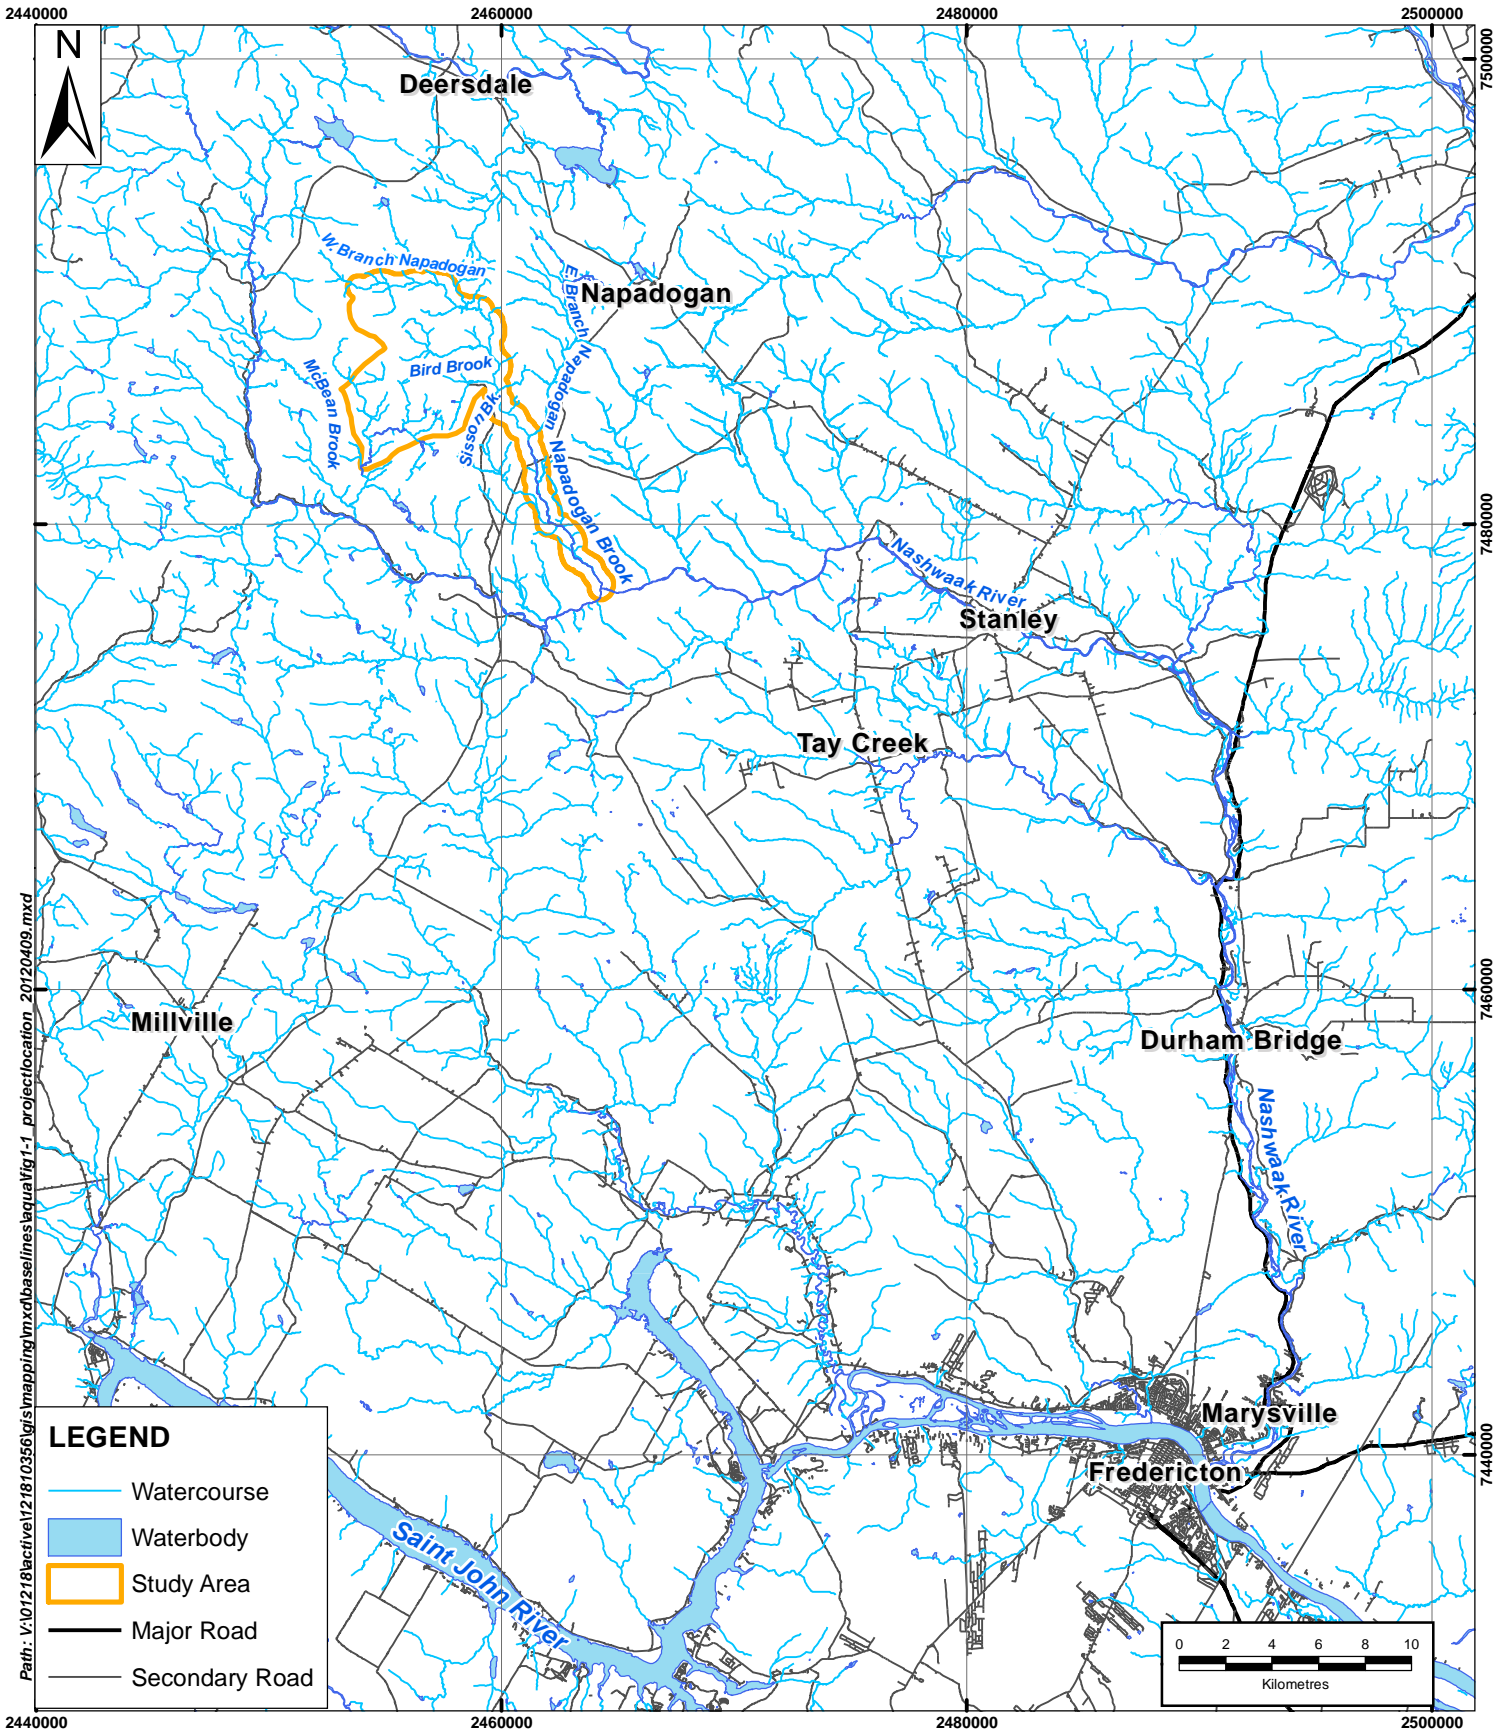 2440000
2460000
2480000
2500000
N
7500000
Deersdale
W. Branch Napadogan
E. Branch Napadogan
Napadogan
McBean Brook
Bird Brook
Sisson Bk.
Napadogan Brook
7480000
Nashwaak River
Stanley
Tay Creek
7460000
Millville
Durham Bridge
Nashwaak River
Marysville
7440000
Fredericton
Saint John River
LEGEND
Watercourse
Waterbody
Study Area
Major Road
Secondary Road
0 2 4 6 8 10
Kilometres
Path: V:\01218\active\121810356\gis\mapping\mxd\baselines\aqua\fig1-1_projectlocation_20120409.mxd
2440000
2460000
2480000
2500000